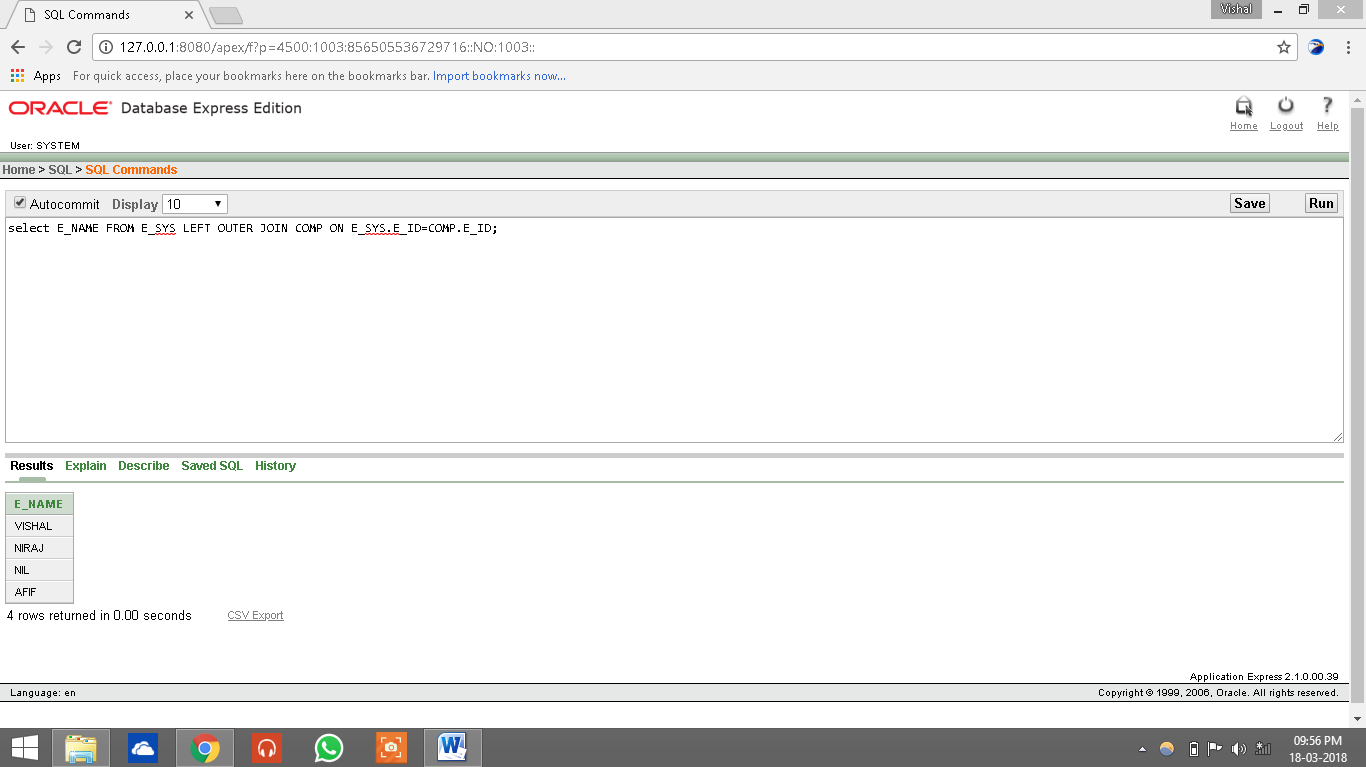 SQL Commands
Vishal
127.0.0.1:8080/apex/f?p=4500:1003:856505536729716::NO:1003::
Apps For quick access, place your bookmarks here on the bookmarks bar. Import bookmarks now...
ORACLE Database Express Edition
Home Logout Help
User: SYSTEM
Home > SQL > SQL Commands
Autocommit Display 10 Save Run
select E_NAME FROM E_SYS LEFT OUTER JOIN COMP ON E_SYS.E_ID=COMP.E_ID;
Results Explain Describe Saved SQL History
E_NAME
VISHAL
NIRAJ
NIL
AFIF
4 rows returned in 0.00 seconds CSV Export
Application Express 2.1.0.00.39
Language: en Copyright © 1999, 2006, Oracle. All rights reserved.
09:56 PM
18-03-2018